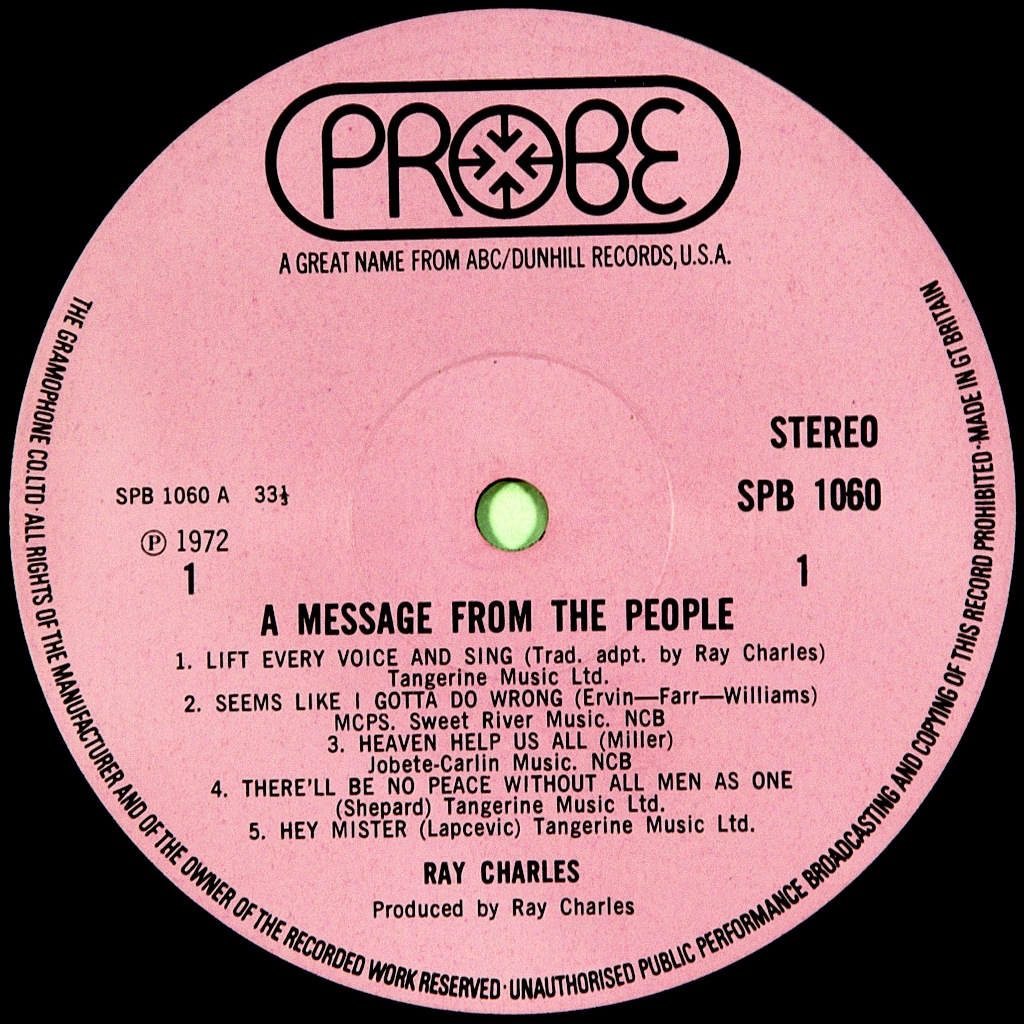 PROBE
A GREAT NAME FROM ABC/DUNHILL RECORDS, U.S.A.
STEREO
SPB 1060 A 33⅓
SPB 1060
Ⓟ 1972
1
1
A MESSAGE FROM THE PEOPLE
1. LIFT EVERY VOICE AND SING (Trad. adpt. by Ray Charles)
Tangerine Music Ltd.
2. SEEMS LIKE I GOTTA DO WRONG (Ervin—Farr—Williams)
MCPS. Sweet River Music. NCB
3. HEAVEN HELP US ALL (Miller)
Jobete-Carlin Music. NCB
4. THERE'LL BE NO PEACE WITHOUT ALL MEN AS ONE
(Shepard) Tangerine Music Ltd.
5. HEY MISTER (Lapcevic) Tangerine Music Ltd.
RAY CHARLES
Produced by Ray Charles
THE GRAMOPHONE CO. LTD · ALL RIGHTS OF THE MANUFACTURER AND OF THE OWNER OF THE RECORDED WORK RESERVED · UNAUTHORISED PUBLIC PERFORMANCE BROADCASTING AND COPYING OF THIS RECORD PROHIBITED · MADE IN GT BRITAIN